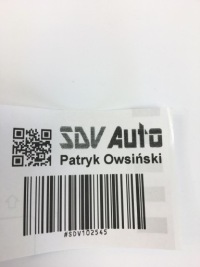 SDV Auto
Patryk Owsiński
#SDV102545